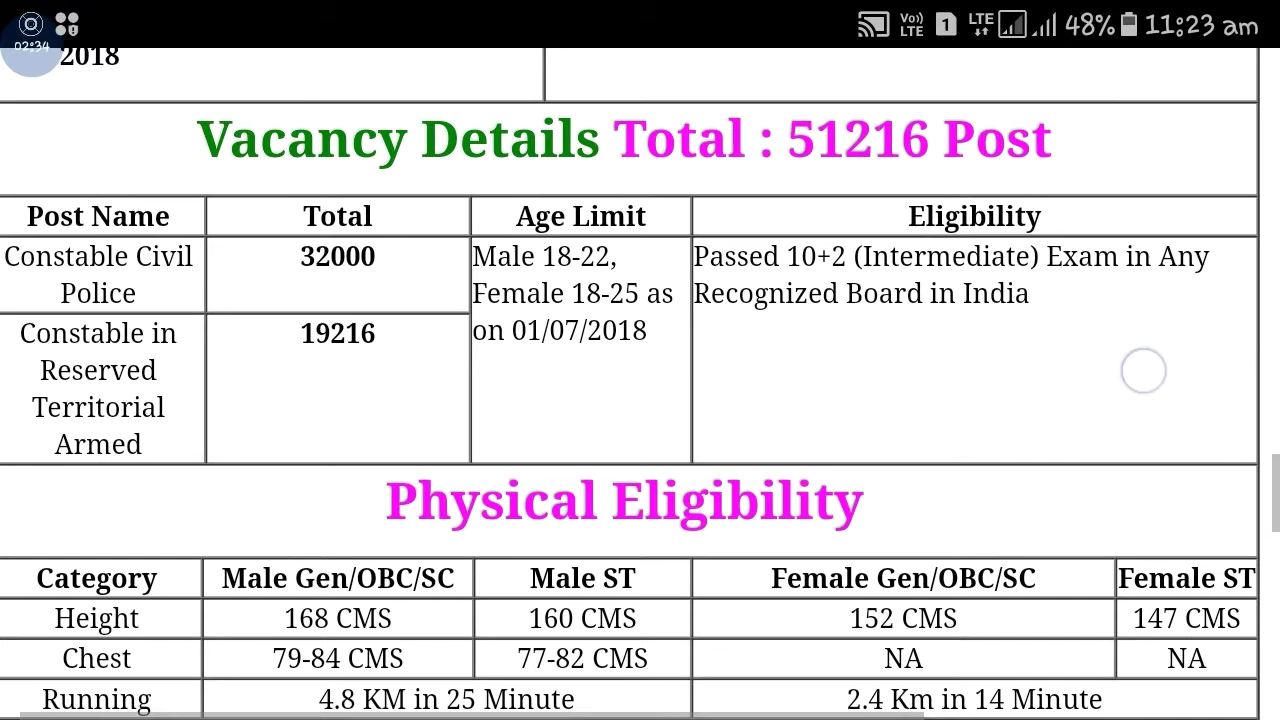 02:34
Vo)) LTE 1 LTE 48% 11:23 am
2018
Vacancy Details Total : 51216 Post
Post Name Total Age Limit Eligibility
Constable Civil Police 32000 Male 18-22, Female 18-25 as on 01/07/2018 Passed 10+2 (Intermediate) Exam in Any Recognized Board in India
Constable in Reserved Territorial Armed 19216
Physical Eligibility
Category Male Gen/OBC/SC Male ST Female Gen/OBC/SC Female ST
Height 168 CMS 160 CMS 152 CMS 147 CMS
Chest 79-84 CMS 77-82 CMS NA NA
Running 4.8 KM in 25 Minute 2.4 Km in 14 Minute